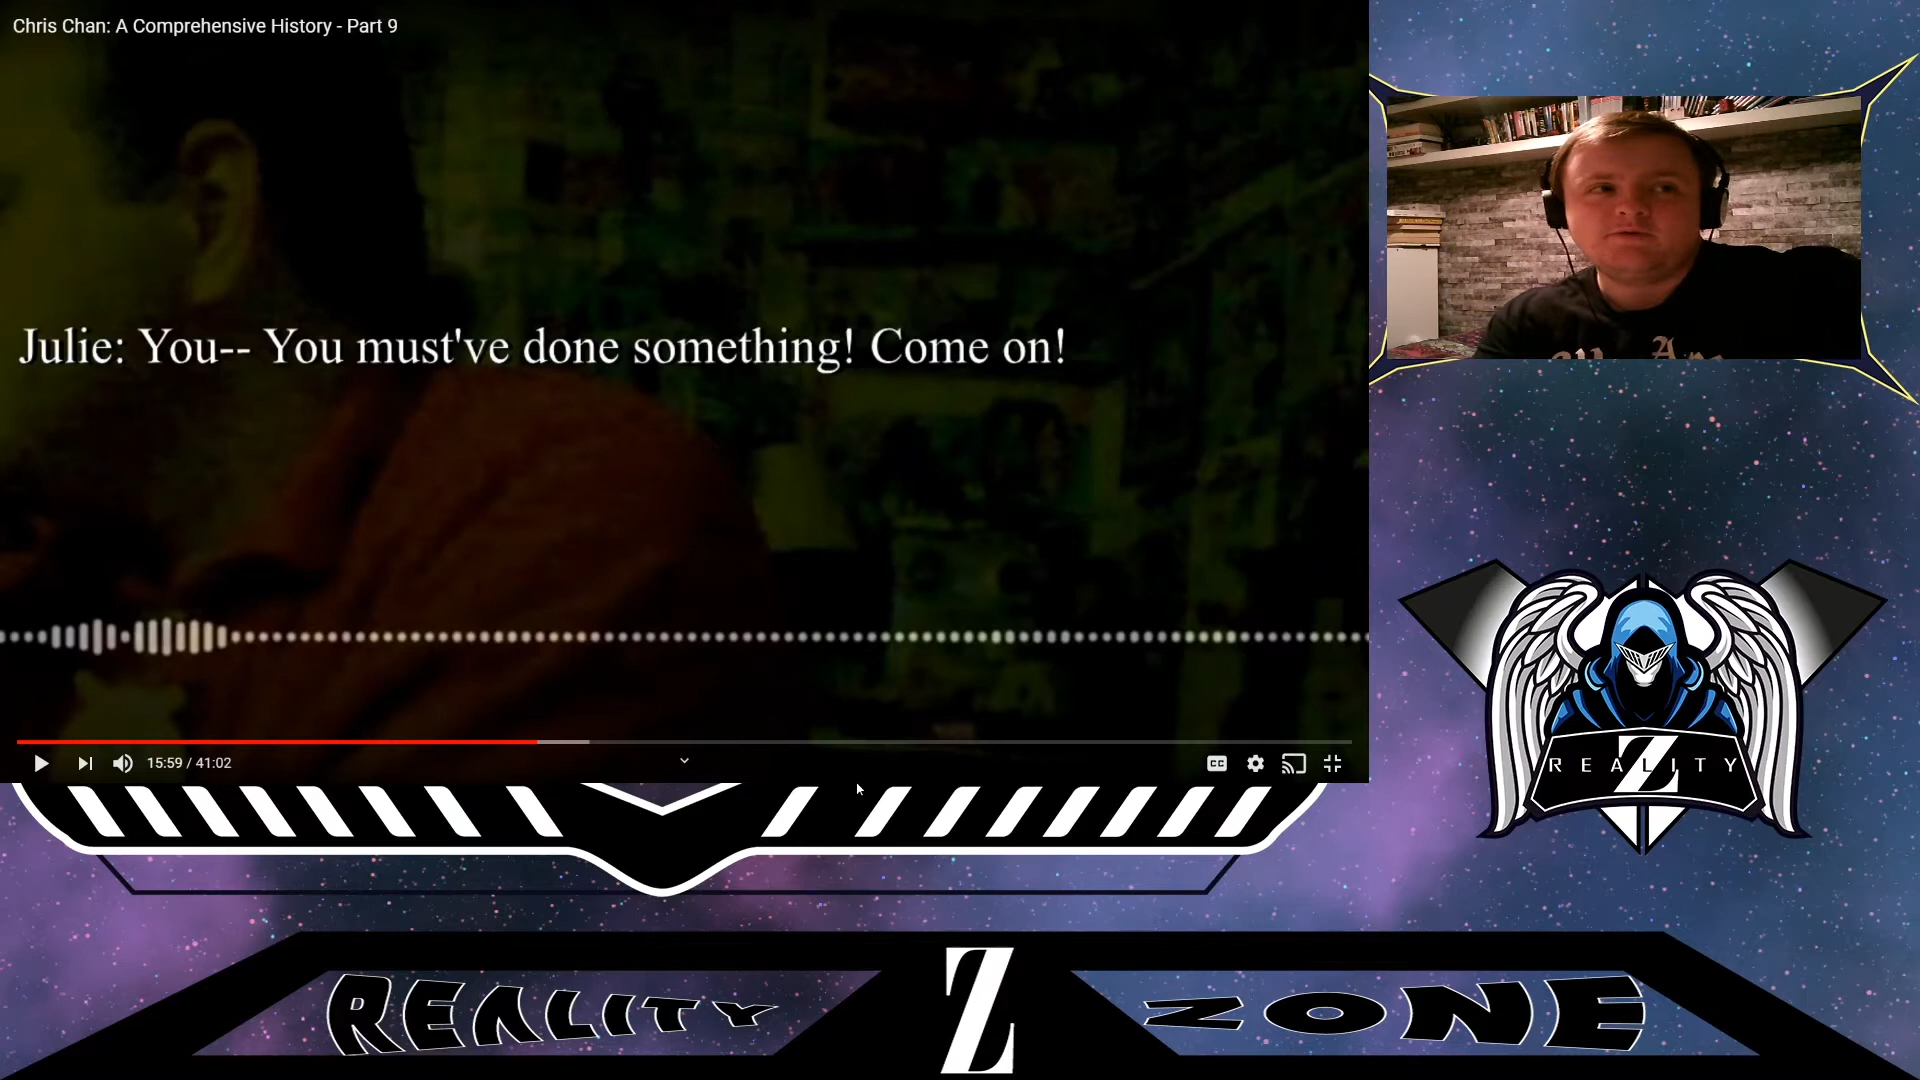 Chris Chan: A Comprehensive History - Part 9
Julie: You-- You must've done something! Come on!
15:59 / 41:02
CC
REALITY
Z
REALITY Z ZONE